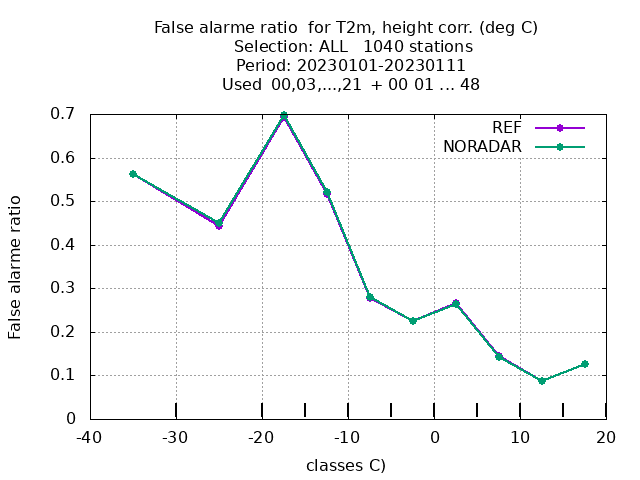 False alarme ratio  for T2m, height corr. (deg C)
Selection: ALL   1040 stations
Period: 20230101-20230111
Used  00,03,...,21  + 00 01 ... 48
REF
NORADAR
False alarme ratio
0.7
0.6
0.5
0.4
0.3
0.2
0.1
0
-40 -30 -20 -10 0 10 20
classes C)